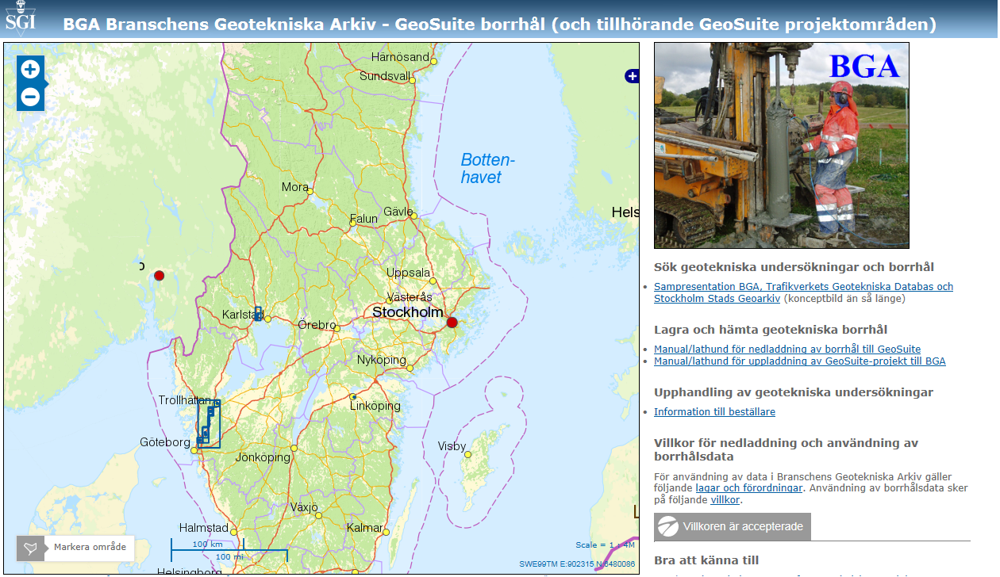 SGI
BGA Branschens Geotekniska Arkiv - GeoSuite borrhål (och tillhörande GeoSuite projektområden)
Härnösand
Sundsvall
Botten-
havet
Mora
Falun
Gävle
Hels
Uppsala
Västerås
Stockholm
Karlstad
Örebro
Nyköping
Trollhättan
Linköping
Göteborg
Jönköping
Visby
Växjö
Halmstad
Kalmar
Helsingborg
Markera område
100 km
100 mi
Scale = 1 : 4M
SWE99TM E:902315 N:6480086
BGA
Sök geotekniska undersökningar och borrhål
Sampresentation BGA, Trafikverkets Geotekniska Databas och
Stockholm Stads Geoarkiv (konceptbild än så länge)
Lagra och hämta geotekniska borrhål
Manual/lathund för nedladdning av borrhål till GeoSuite
Manual/lathund för uppladdning av GeoSuite-projekt till BGA
Upphandling av geotekniska undersökningar
Information till beställare
Villkor för nedladdning och användning av
borrhålsdata
För användning av data i Branschens Geotekniska Arkiv gäller
följande lagar och förordningar. Användning av borrhålsdata sker
på följande villkor.
Villkoren är accepterade
Bra att känna till